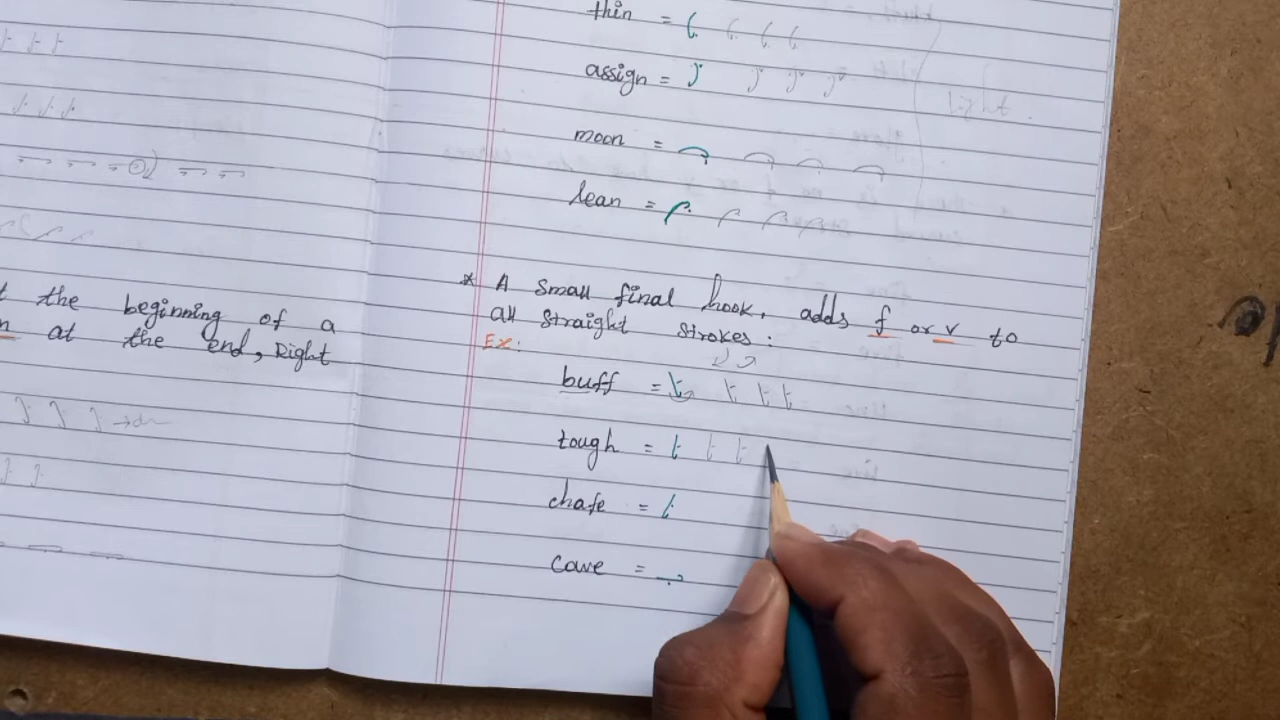 the beginning of a
at the end, Right
thin =
assign =
moon =
lean =
* A small final hook, adds f or v to
all straight strokes:
Ex:
buff =
tough =
chafe =
cave =
light